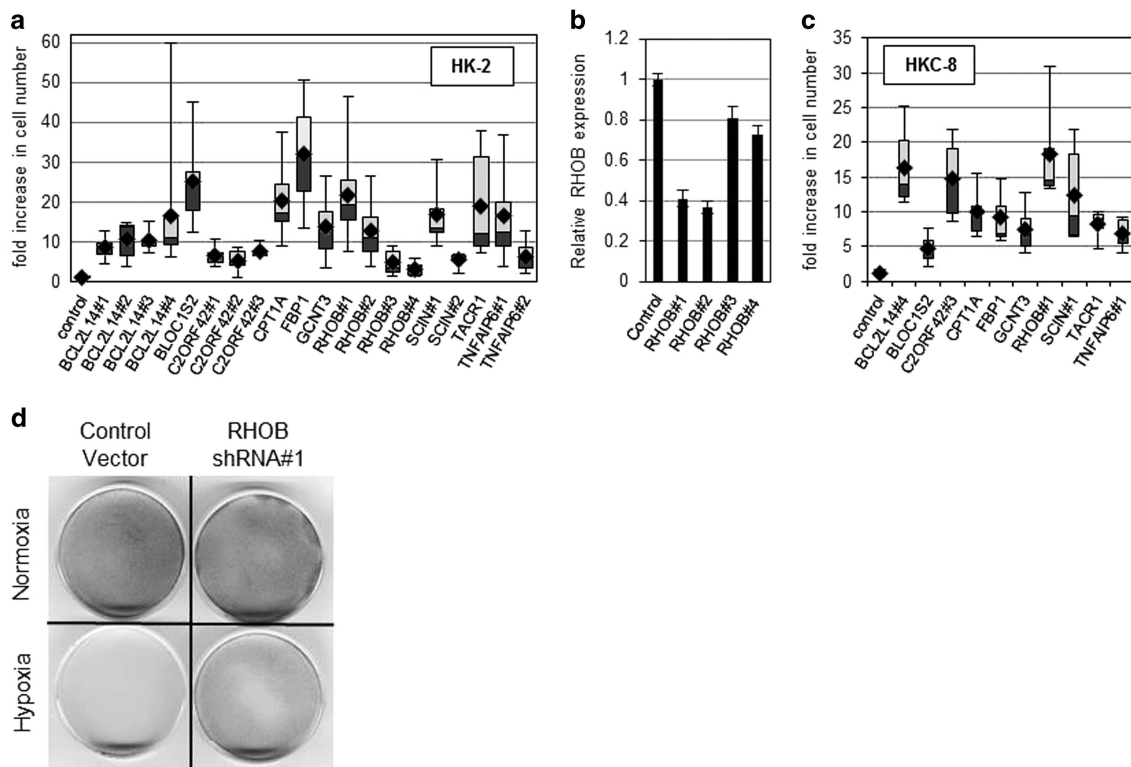 a
fold increase in cell number
60
50
40
30
20
10
0
HK-2
control
BCL2L14#1
BCL2L14#2
BCL2L14#3
BCL2L14#4
BLOC1S2
C2ORF42#1
C2ORF42#2
C2ORF42#3
CPT1A
FBP1
GCNT3
RHOB#1
RHOB#2
RHOB#3
RHOB#4
SCIN#1
SCIN#2
TACR1
TNFAIP6#1
TNFAIP6#2
b
Relative RHOB expression
1.2
1
0.8
0.6
0.4
0.2
0
Control
RHOB#1
RHOB#2
RHOB#3
RHOB#4
c
fold increase in cell number
35
30
25
20
15
10
5
0
HKC-8
control
BCL2L14#4
BLOC1S2
C2ORF42#3
CPT1A
FBP1
GCNT3
RHOB#1
SCIN#1
TACR1
TNFAIP6#1
d
Control
Vector
RHOB
shRNA#1
Normoxia
Hypoxia